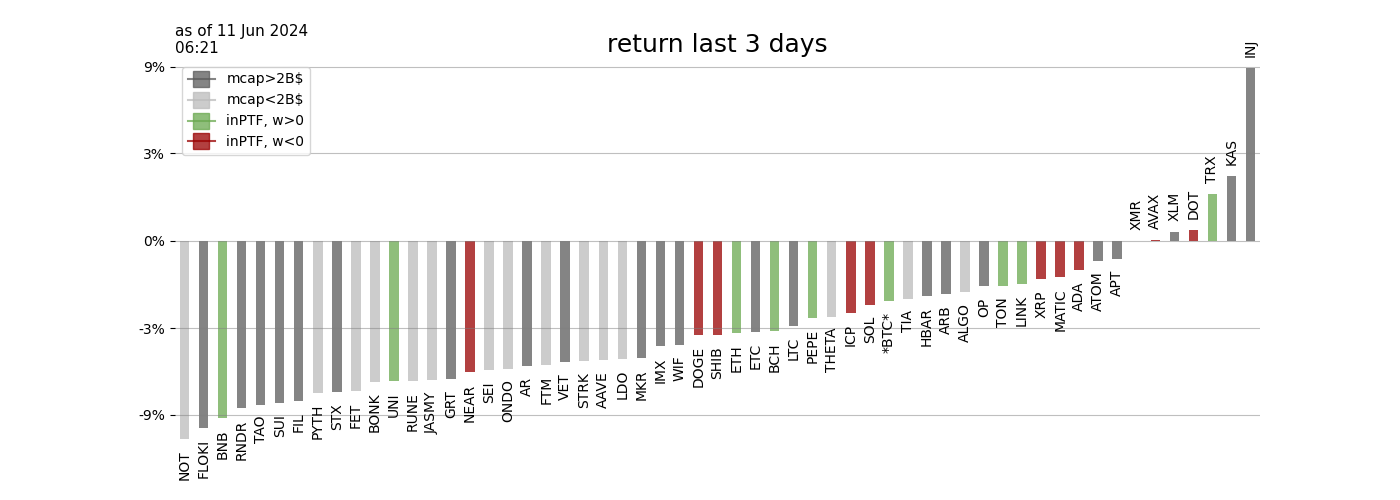 as of 11 Jun 2024
06:21
return last 3 days
9%
3%
0%
-3%
-9%
mcap>2B$
mcap<2B$
inPTF, w>0
inPTF, w<0
NOT
FLOKI
BNB
RNDR
TAO
SUI
FIL
PYTH
STX
FET
BONK
UNI
RUNE
JASMY
GRT
NEAR
SEI
ONDO
AR
FTM
VET
STRK
AAVE
LDO
MKR
IMX
WIF
DOGE
SHIB
ETH
ETC
BCH
LTC
PEPE
THETA
ICP
SOL
*BTC*
TIA
HBAR
ARB
ALGO
OP
TON
LINK
XRP
MATIC
ADA
ATOM
APT
XMR
AVAX
XLM
DOT
TRX
KAS
INJ